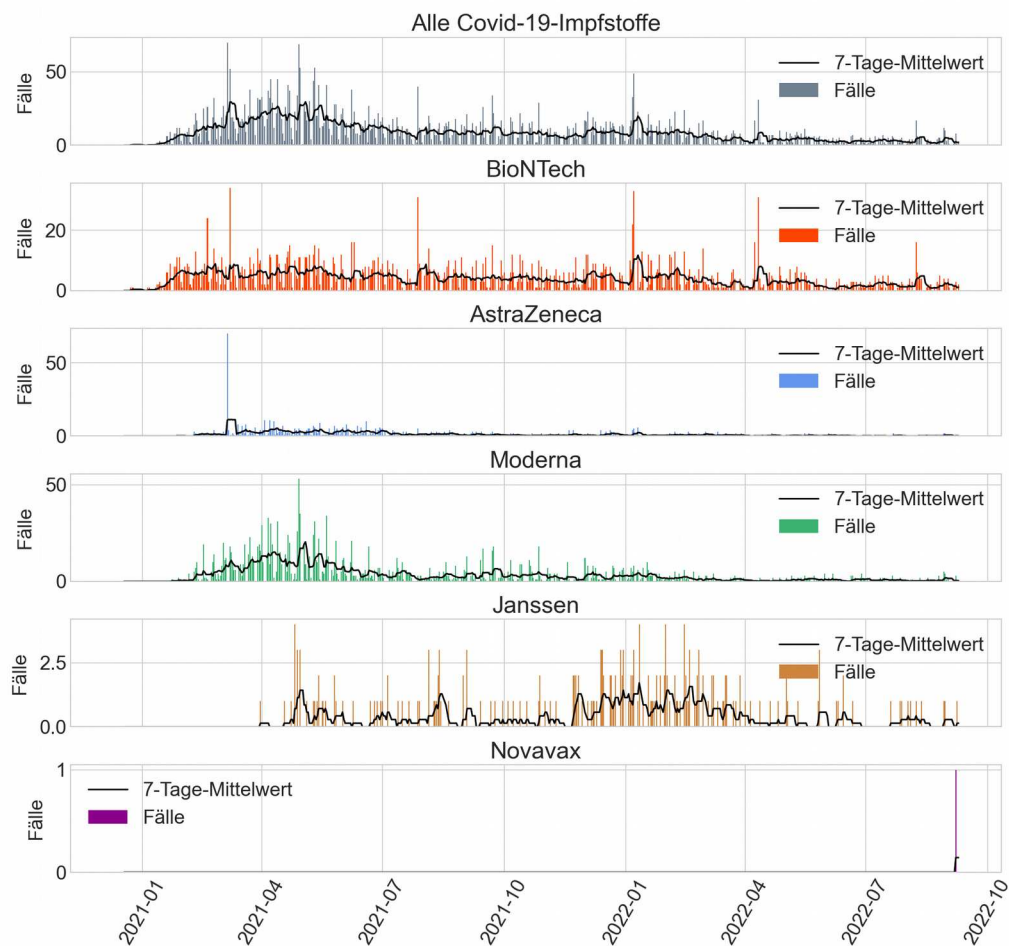 Alle Covid-19-Impfstoffe
Fälle
50
0
7-Tage-Mittelwert
Fälle
BioNTech
Fälle
20
0
7-Tage-Mittelwert
Fälle
AstraZeneca
Fälle
50
0
7-Tage-Mittelwert
Fälle
Moderna
Fälle
50
0
7-Tage-Mittelwert
Fälle
Janssen
Fälle
2.5
0.0
7-Tage-Mittelwert
Fälle
Novavax
Fälle
1
0
7-Tage-Mittelwert
Fälle
2021-01
2021-04
2021-07
2021-10
2022-01
2022-04
2022-07
2022-10